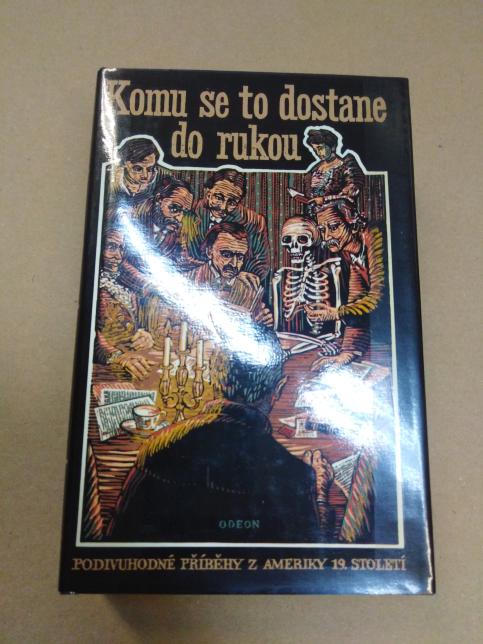 Komu se to dostane
do rukou
ODEON
PODIVUHODNÉ PŘÍBĚHY Z AMERIKY 19. STOLETÍ